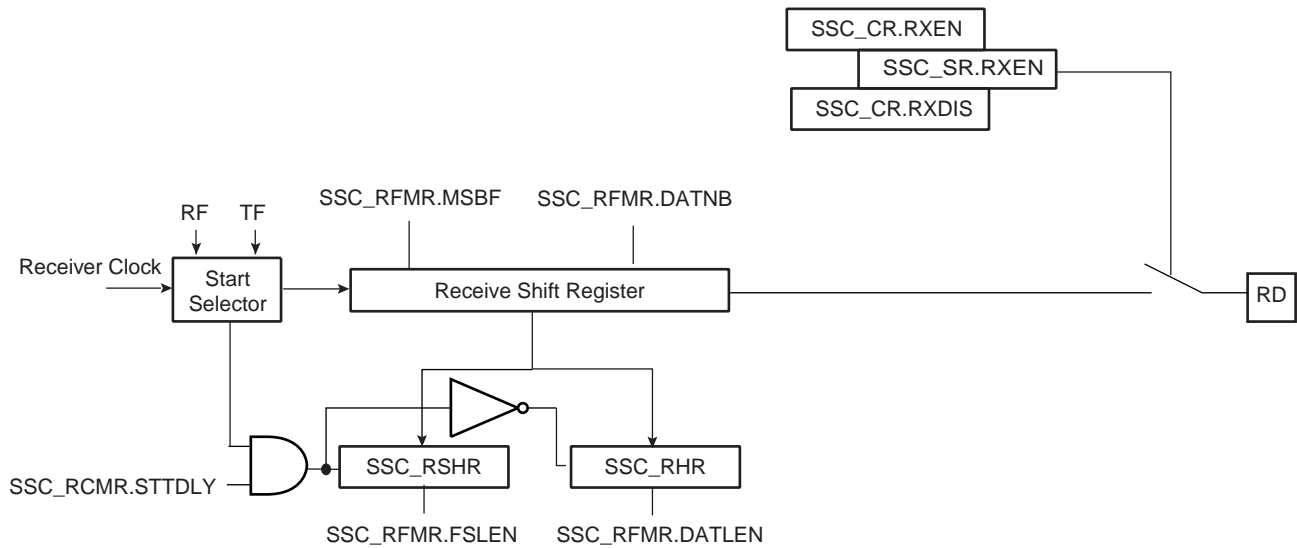 SSC_CR.RXEN
SSC_SR.RXEN
SSC_CR.RXDIS
SSC_RFMR.MSBF
SSC_RFMR.DATNB
RF
TF
Receiver Clock
Start
Selector
Receive Shift Register
RD
SSC_RSHR
SSC_RHR
SSC_RCMR.STTDLY
SSC_RFMR.FSLEN
SSC_RFMR.DATLEN